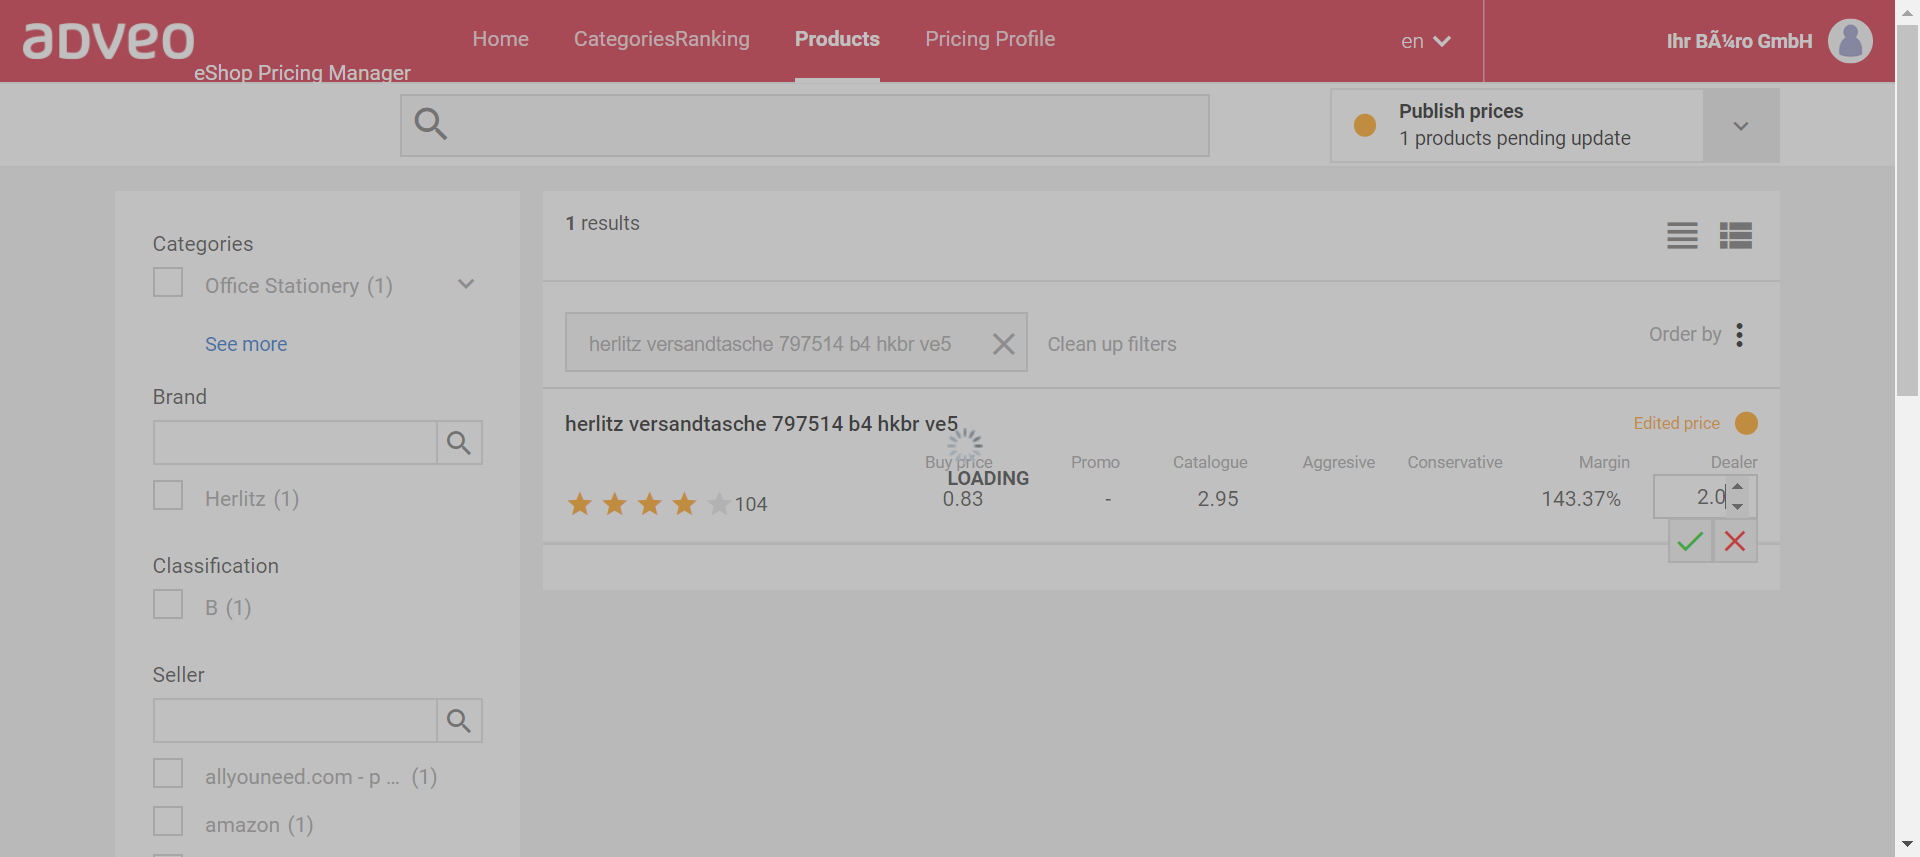 adveo
eShop Pricing Manager
Home
CategoriesRanking
Products
Pricing Profile
en
Ihr BÃ¼ro GmbH
Publish prices
1 products pending update
Categories
Office Stationery (1)
See more
Brand
Herlitz (1)
Classification
B (1)
Seller
allyouneed.com - p ... (1)
amazon (1)
1 results
herlitz versandtasche 797514 b4 hkbr ve5
Clean up filters
Order by
herlitz versandtasche 797514 b4 hkbr ve5
Edited price
Buy price Promo Catalogue Aggresive Conservative Margin Dealer
LOADING
104 0.83 - 2.95 143.37% 2.0